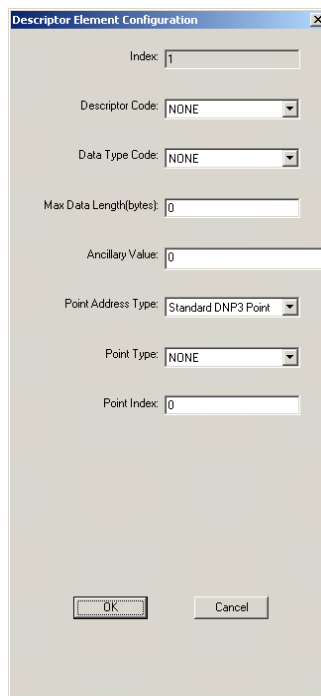 Descriptor Element Configuration
Index: 1
Descriptor Code: NONE
Data Type Code: NONE
Max Data Length(bytes): 0
Ancillary Value: 0
Point Address Type: Standard DNP3 Point
Point Type: NONE
Point Index: 0
OK Cancel